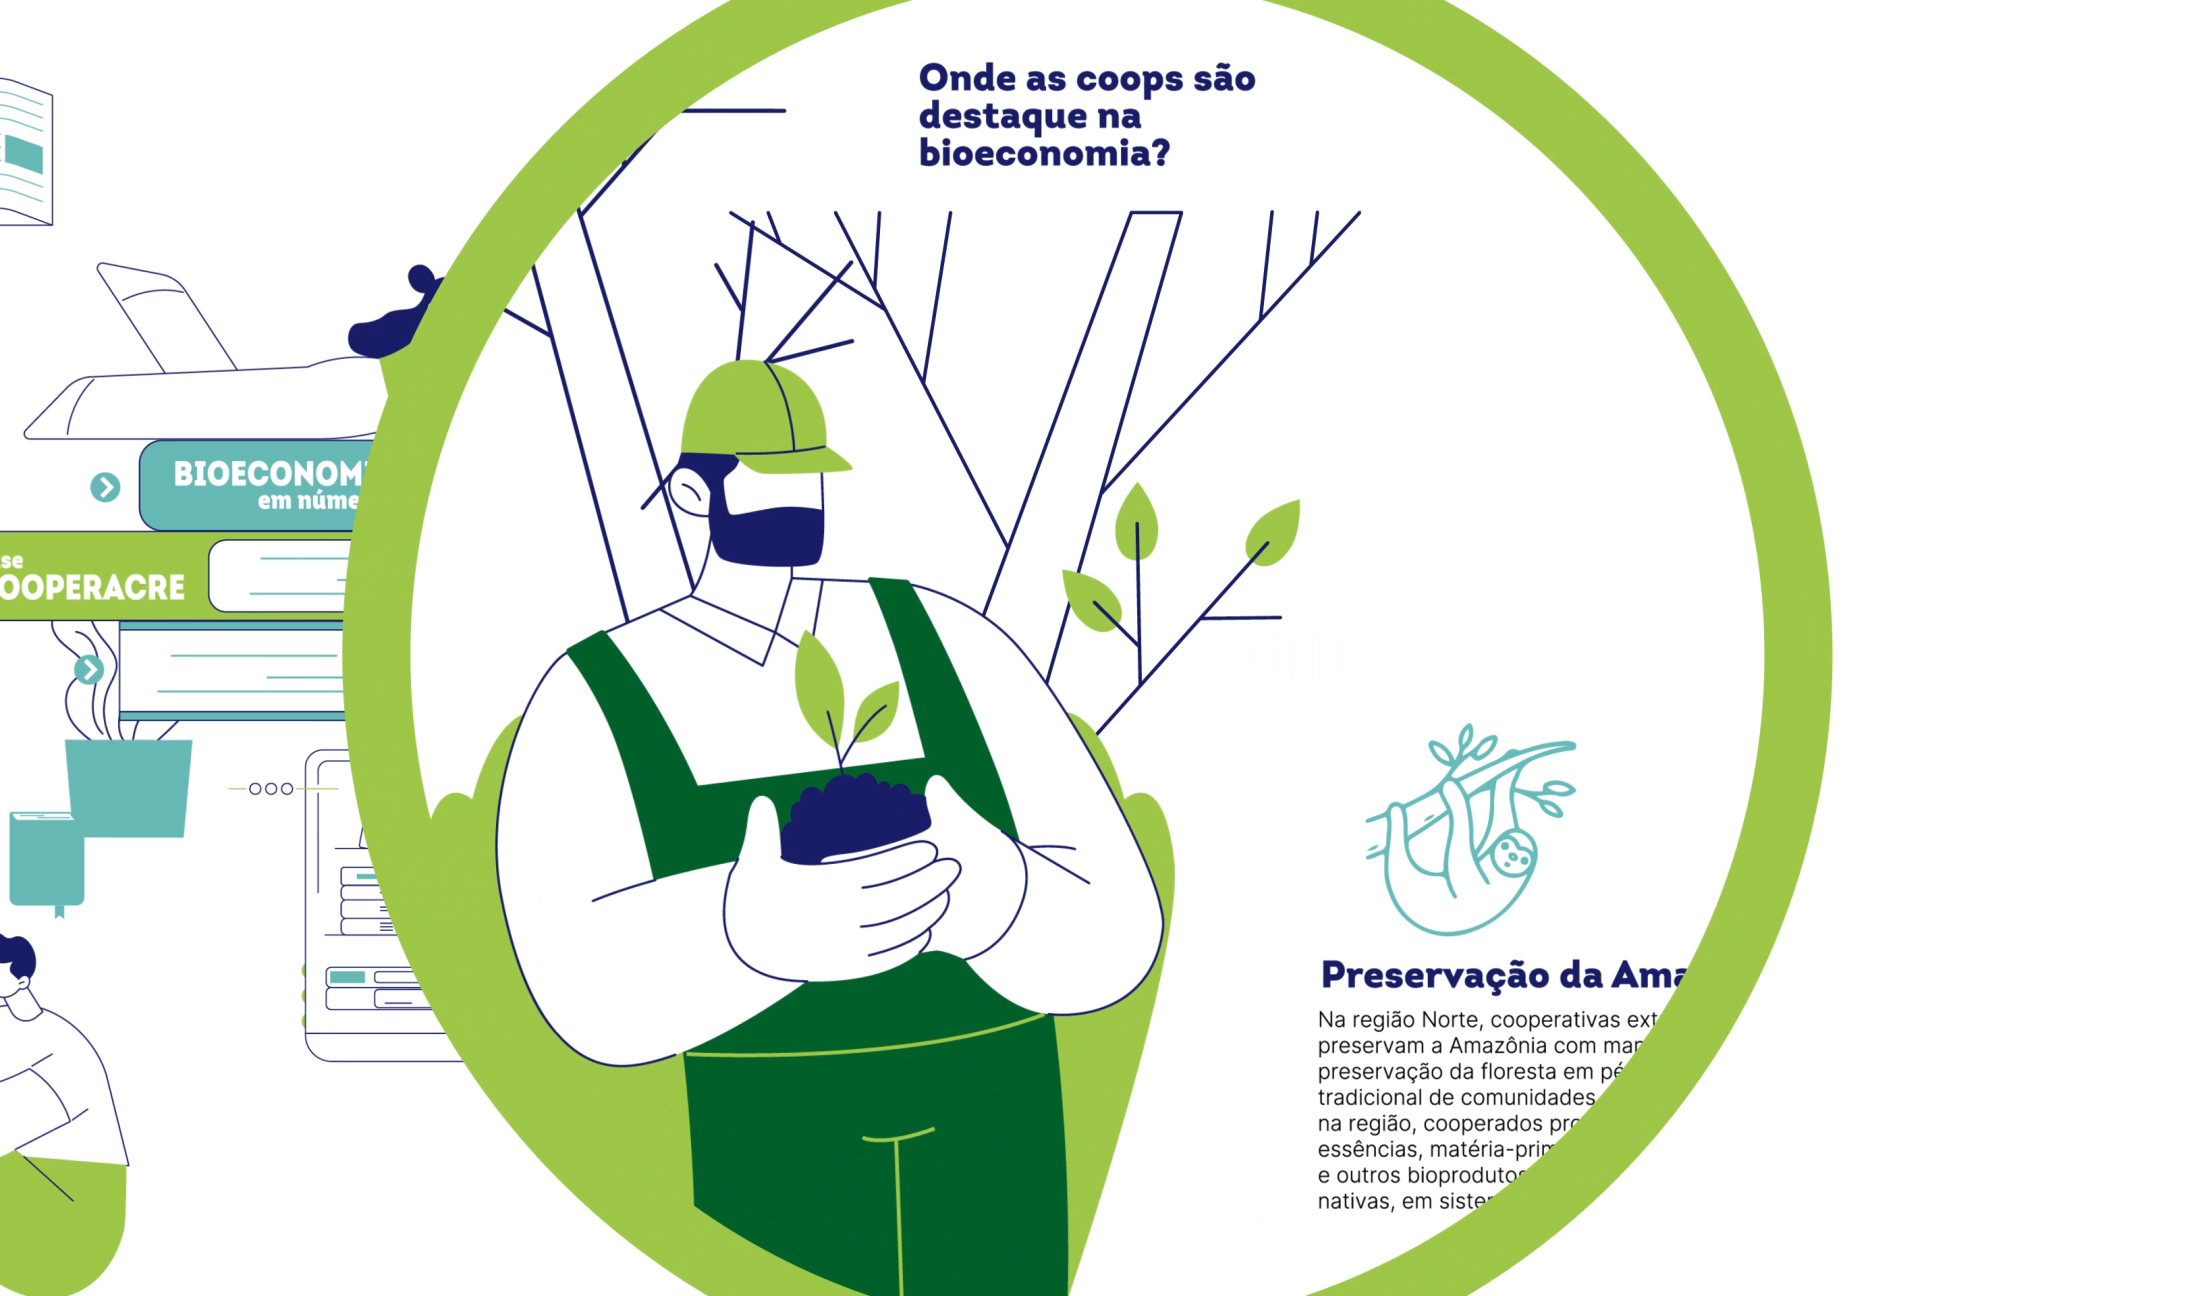 Onde as coops são
destaque na
bioeconomia?
BIOECONOM
em núme
se
OOPERACRE
Preservação da Ama
Na região Norte, cooperativas ext
preservam a Amazônia com man
preservação da floresta em pé
tradicional de comunidades
na região, cooperados pro
essências, matéria-prim
e outros bioprodutos
nativas, em siste